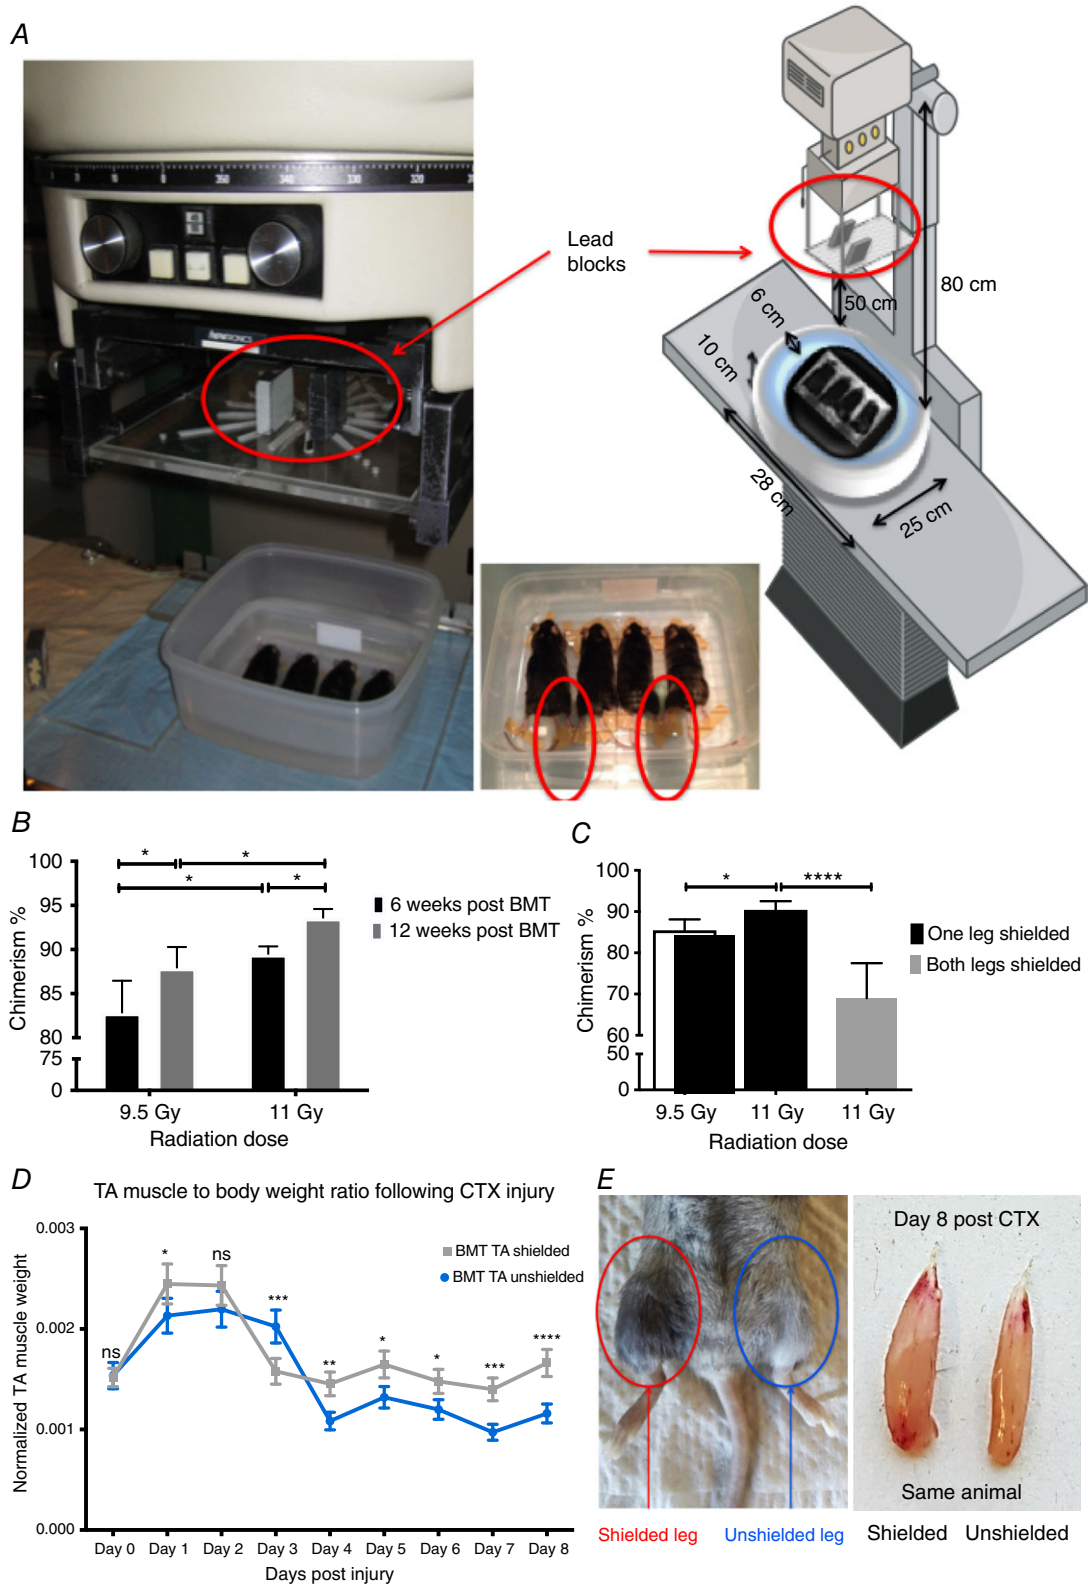 A
Lead
blocks
80 cm
50 cm
6 cm
10 cm
28 cm
25 cm
350
340
330
320
B
Chimerism %
100
95
90
85
80
75
0
*
*
*
*
6 weeks post BMT
12 weeks post BMT
9.5 Gy
11 Gy
Radiation dose
C
Chimerism %
100
90
80
70
60
50
0
*
****
One leg shielded
Both legs shielded
9.5 Gy
11 Gy
11 Gy
Radiation dose
D
TA muscle to body weight ratio following CTX injury
Normalized TA muscle weight
0.003
0.002
0.001
0.000
BMT TA shielded
BMT TA unshielded
ns
*
ns
***
**
*
*
***
****
Day 0 Day 1 Day 2 Day 3 Day 4 Day 5 Day 6 Day 7 Day 8
Days post injury
E
Shielded leg
Unshielded leg
Day 8 post CTX
Same animal
Shielded Unshielded